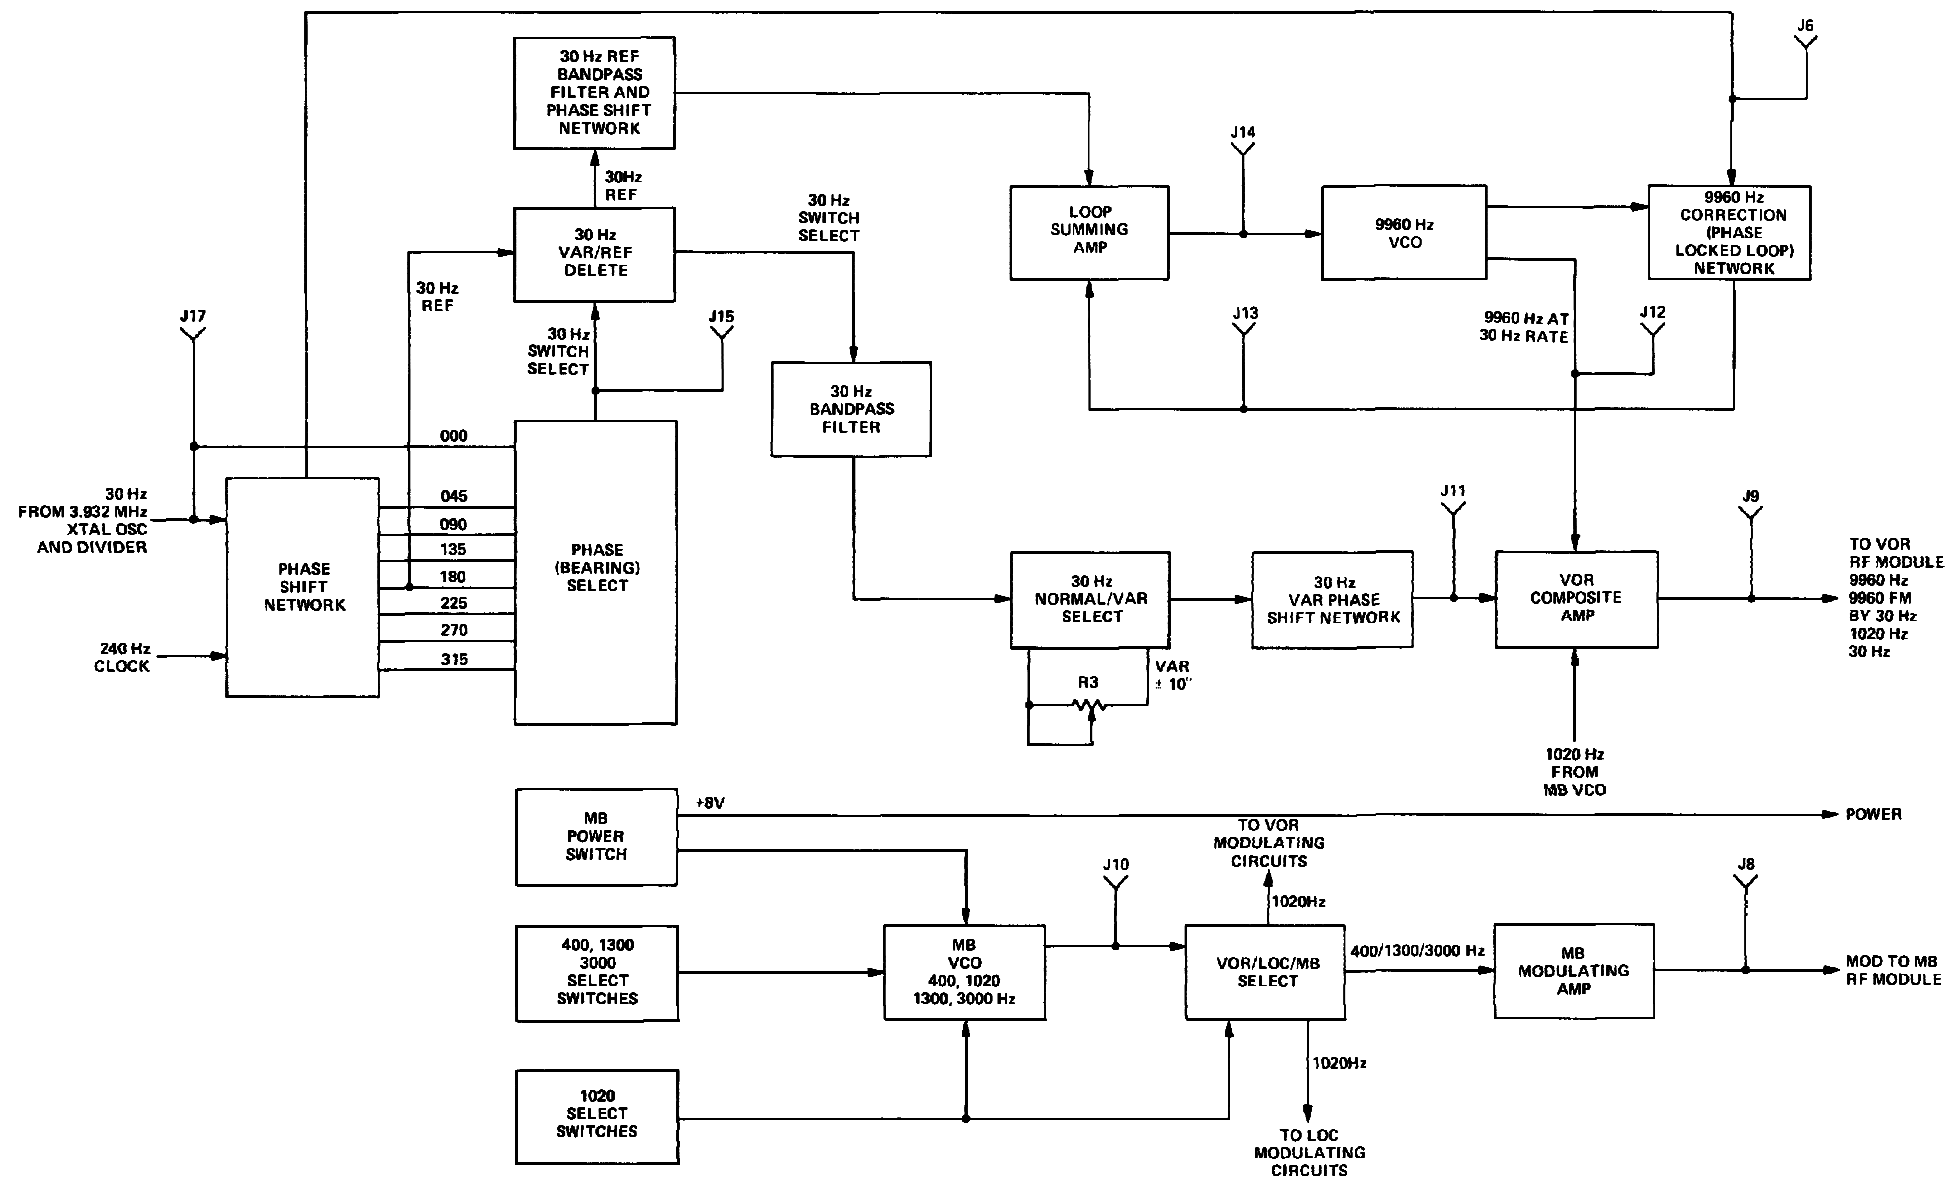 J6
30 Hz REF
BANDPASS
FILTER AND
PHASE SHIFT
NETWORK
J14
30Hz
REF
30 Hz
SWITCH
SELECT
LOOP
SUMMING
AMP
9960 Hz
VCO
9960 Hz
CORRECTION
(PHASE
LOCKED LOOP)
NETWORK
30 Hz
VAR/REF
DELETE
30 Hz
REF
J17
30 Hz
SWITCH
SELECT
J15
J13
9960 Hz AT
30 Hz RATE
J12
30 Hz
BANDPASS
FILTER
000
30 Hz
FROM 3.932 MHz
XTAL OSC
AND DIVIDER
045
090
135
180
225
270
315
PHASE
SHIFT
NETWORK
PHASE
(BEARING)
SELECT
240 Hz
CLOCK
J11
J9
30 Hz
NORMAL/VAR
SELECT
30 Hz
VAR PHASE
SHIFT NETWORK
VOR
COMPOSITE
AMP
TO VOR
RF MODULE
9960 Hz
9960 FM
BY 30 Hz
1020 Hz
30 Hz
R3
VAR
± 10°
1020 Hz
FROM
MB VCO
MB
POWER
SWITCH
+8V
POWER
TO VOR
MODULATING
CIRCUITS
J10
J8
1020Hz
400, 1300
3000
SELECT
SWITCHES
MB
VCO
400, 1020
1300, 3000 Hz
VOR/LOC/MB
SELECT
400/1300/3000 Hz
MB
MODULATING
AMP
MOD TO MB
RF MODULE
1020Hz
1020
SELECT
SWITCHES
TO LOC
MODULATING
CIRCUITS